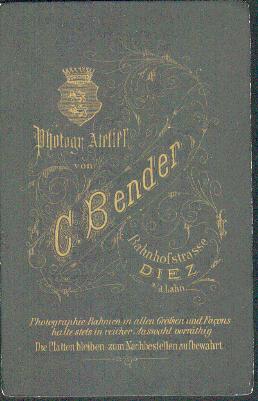 Photogr. Atelier
von
C. Bender
Bahnhofstrasse
DIEZ
a/d Lahn.
Photographie Rahmen in allen Größen und Façons
halte stets in reicher Auswahl vorräthig
Die Platten bleiben zum Nachbestellen aufbewahrt.